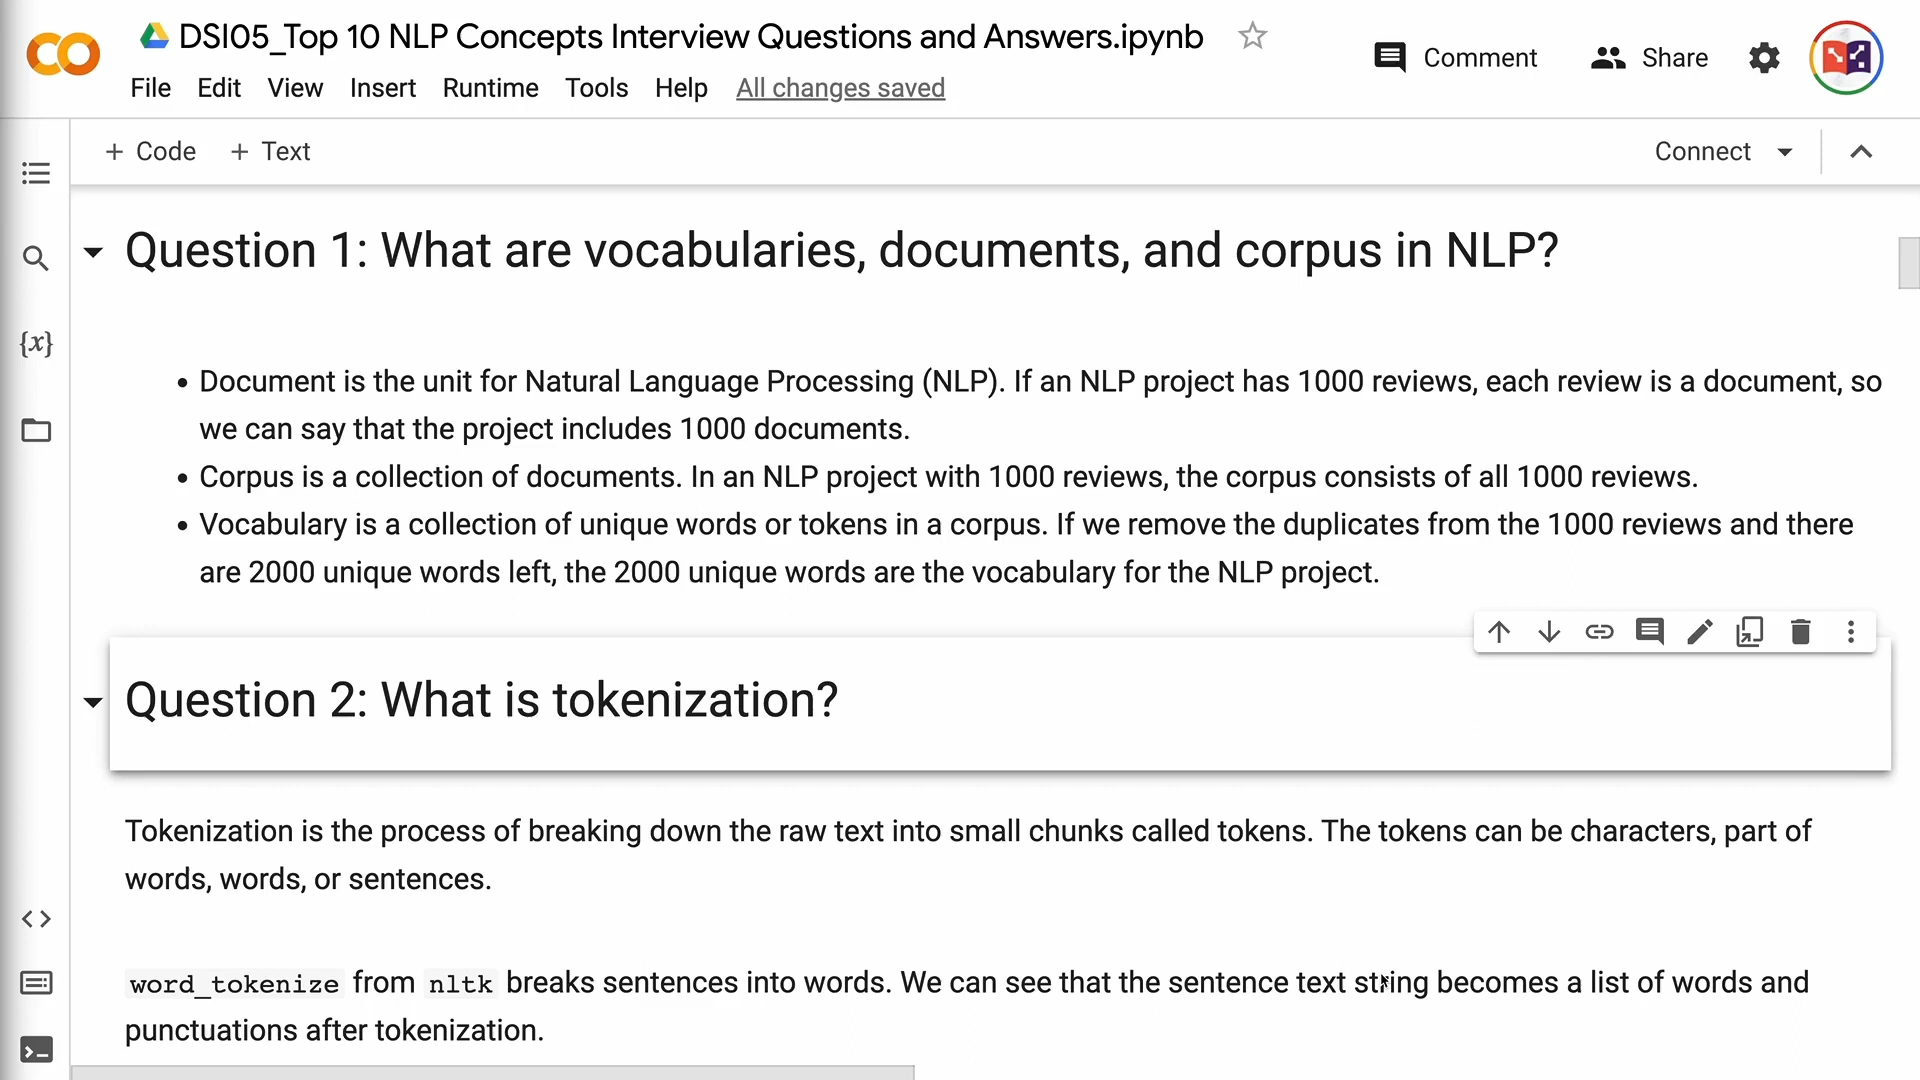 DSI05_Top 10 NLP Concepts Interview Questions and Answers.ipynb
Comment
Share
File Edit View Insert Runtime Tools Help All changes saved
+ Code + Text
Connect
Question 1: What are vocabularies, documents, and corpus in NLP?
{x}
• Document is the unit for Natural Language Processing (NLP). If an NLP project has 1000 reviews, each review is a document, so
we can say that the project includes 1000 documents.
• Corpus is a collection of documents. In an NLP project with 1000 reviews, the corpus consists of all 1000 reviews.
• Vocabulary is a collection of unique words or tokens in a corpus. If we remove the duplicates from the 1000 reviews and there
are 2000 unique words left, the 2000 unique words are the vocabulary for the NLP project.
Question 2: What is tokenization?
Tokenization is the process of breaking down the raw text into small chunks called tokens. The tokens can be characters, part of
words, words, or sentences.
word_tokenize from nltk breaks sentences into words. We can see that the sentence text string becomes a list of words and
punctuations after tokenization.